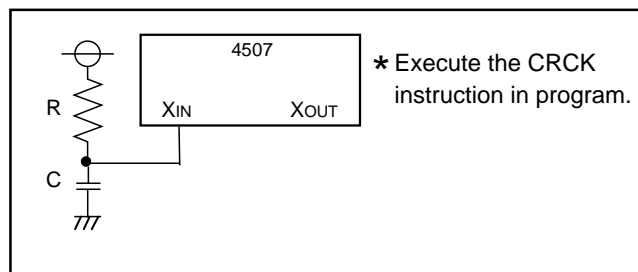 4507
* Execute the CRCK
instruction in program.
R
XIN
XOUT
C